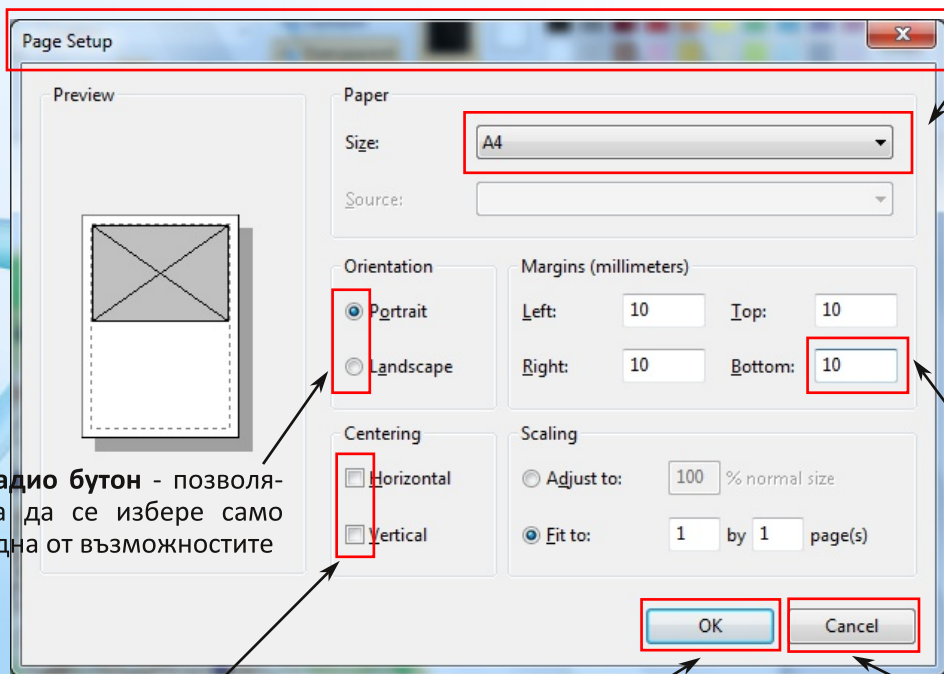 Page Setup
x
Preview
Paper
Size: A4
Source:
Orientation
Portrait
Landscape
Margins (millimeters)
Left: 10 Top: 10
Right: 10 Bottom: 10
Centering
Horizontal
Vertical
Scaling
Adjust to: 100 % normal size
Fit to: 1 by 1 page(s)
адио бутон - позволя-
а да се избере само
дна от възможностите
OK Cancel